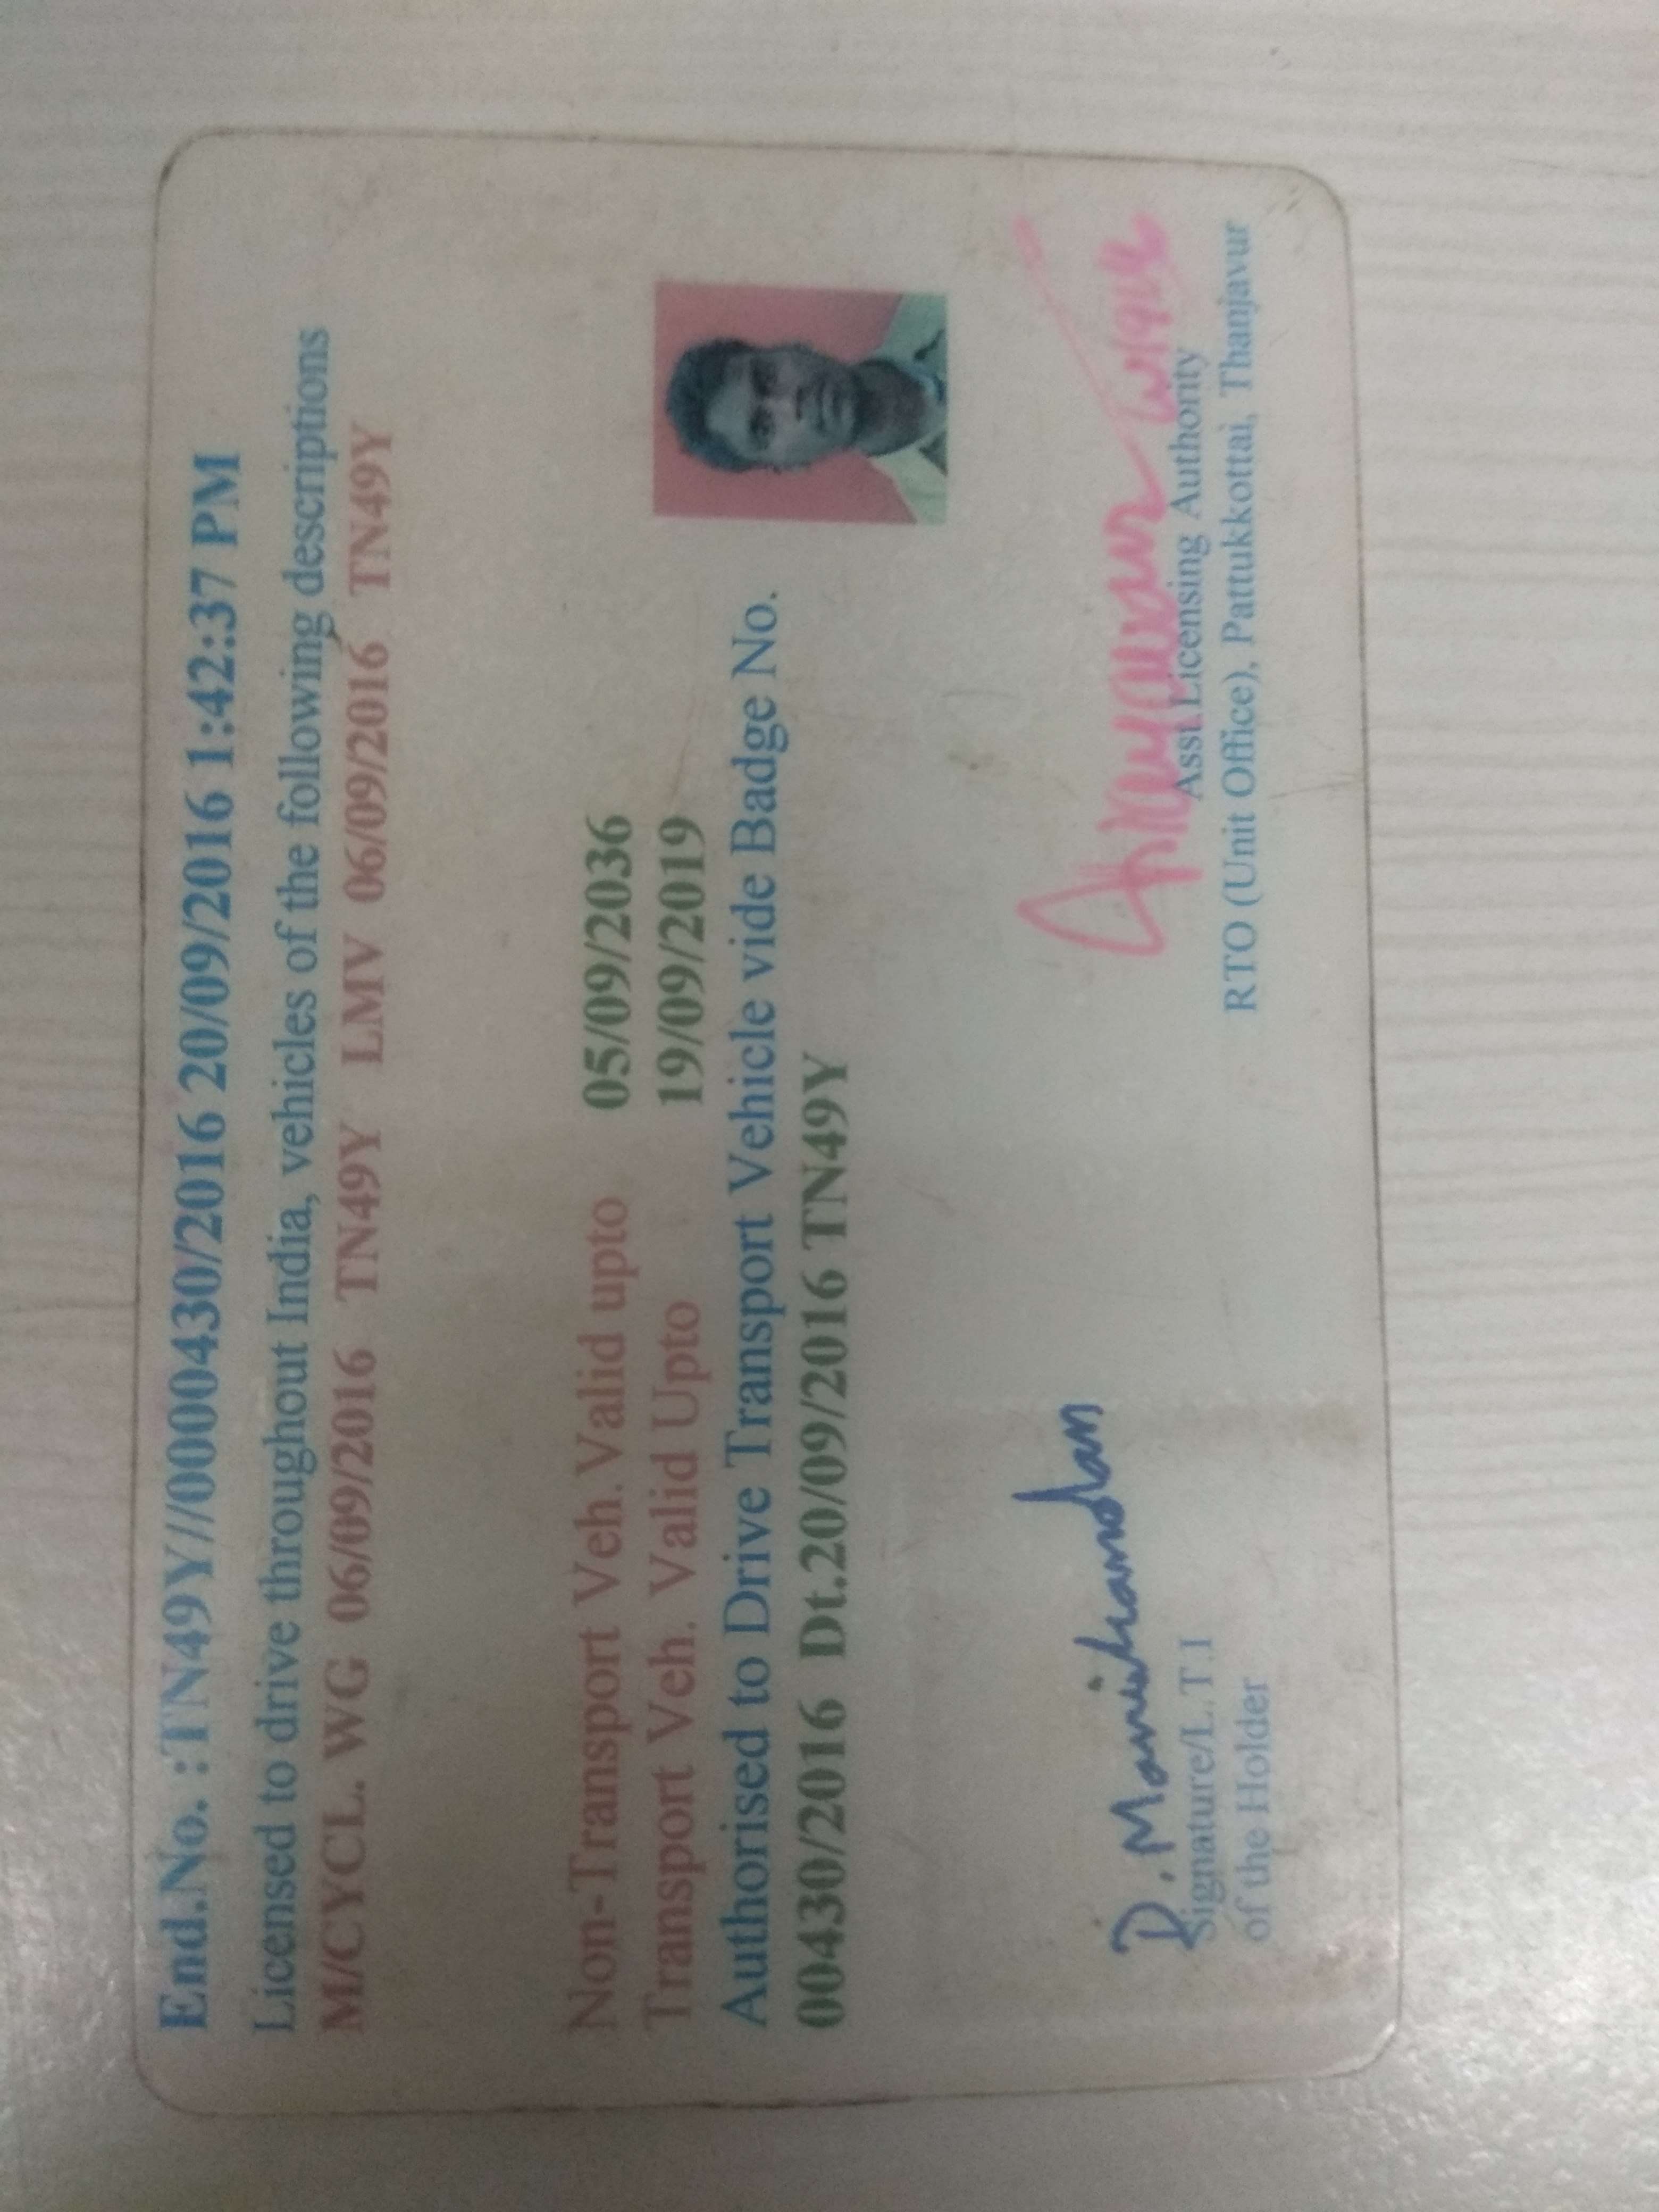 End.No. :TN49Y//0000430/2016 20/09/2016 1:42:37 PM
Licensed to drive throughout India, vehicles of the following descriptions
M/CYCL. WG 06/09/2016 TN49Y LMV 06/09/2016 TN49Y
Non-Transport Veh. Valid upto 05/09/2036
Transport Veh. Valid Upto 19/09/2019
Authorised to Drive Transport Vehicle vide Badge No.
00430/2016 Dt.20/09/2016 TN49Y
D. Manikandan
Signature/L.T.I
of the Holder
Asst Licensing Authority
RTO (Unit Office), Pattukkottai, Thanjavur